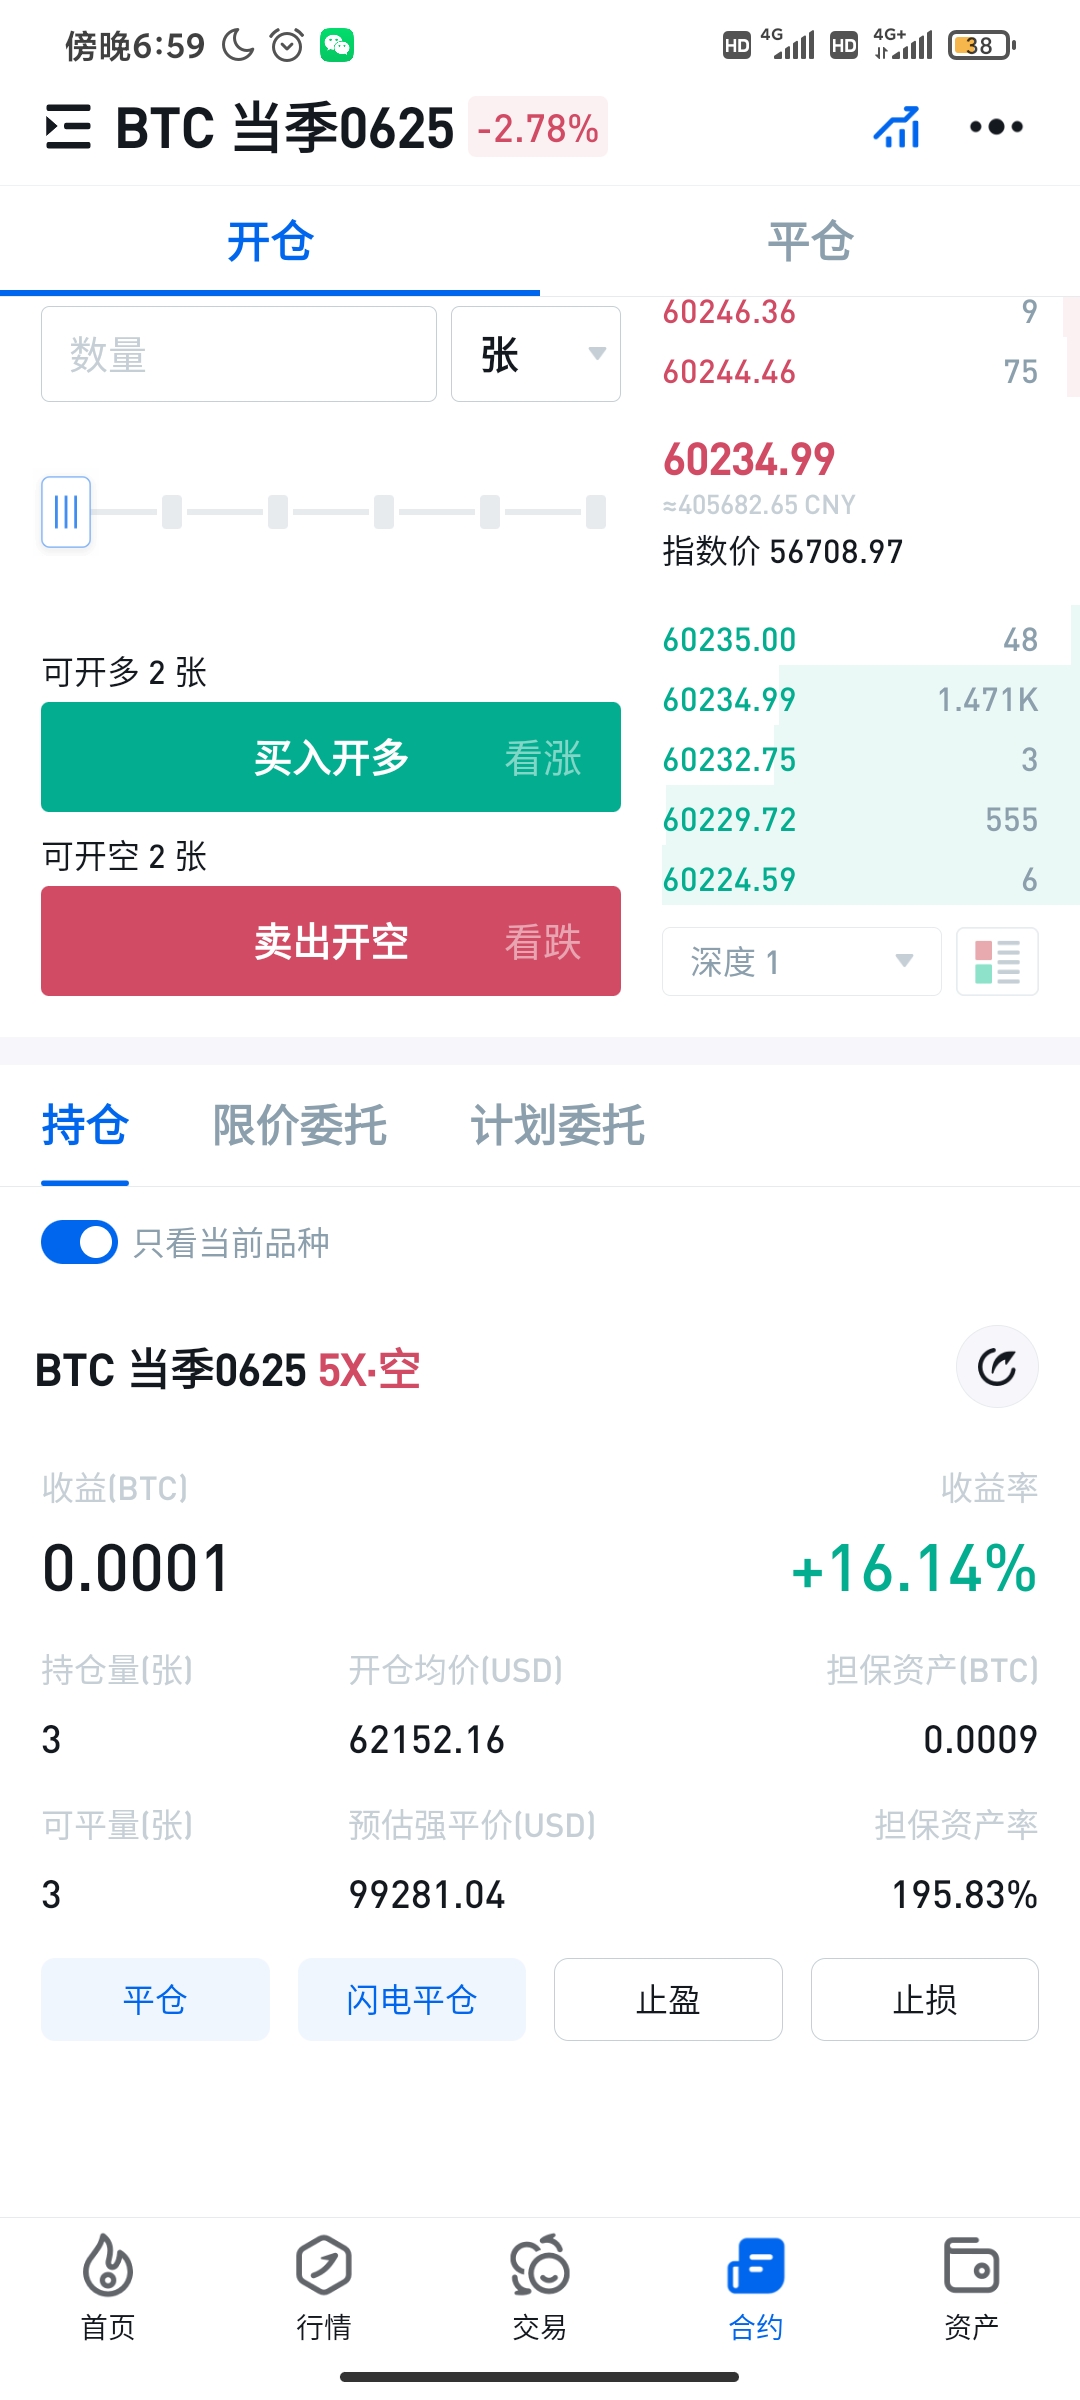 傍晚6:59 HD 4G HD 4G+ 38
BTC 当季0625 -2.78%
开仓 平仓
数量 张
60246.36 9
60244.46 75
60234.99
≈405682.65 CNY
指数价 56708.97
60235.00 48
60234.99 1.471K
60232.75 3
60229.72 555
60224.59 6
深度 1
可开多 2 张
买入开多 看涨
可开空 2 张
卖出开空 看跌
持仓 限价委托 计划委托
只看当前品种
BTC 当季0625 5X·空
收益(BTC) 收益率
0.0001 +16.14%
持仓量(张) 开仓均价(USD) 担保资产(BTC)
3 62152.16 0.0009
可平量(张) 预估强平价(USD) 担保资产率
3 99281.04 195.83%
平仓 闪电平仓 止盈 止损
首页 行情 交易 合约 资产